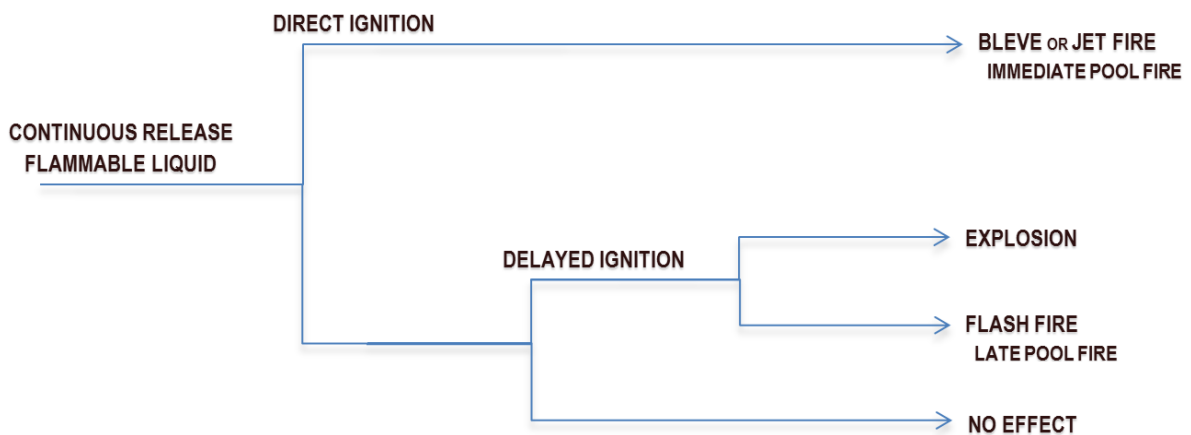 DIRECT IGNITION
BLEVE OR JET FIRE
IMMEDIATE POOL FIRE
CONTINUOUS RELEASE
FLAMMABLE LIQUID
EXPLOSION
DELAYED IGNITION
FLASH FIRE
LATE POOL FIRE
NO EFFECT